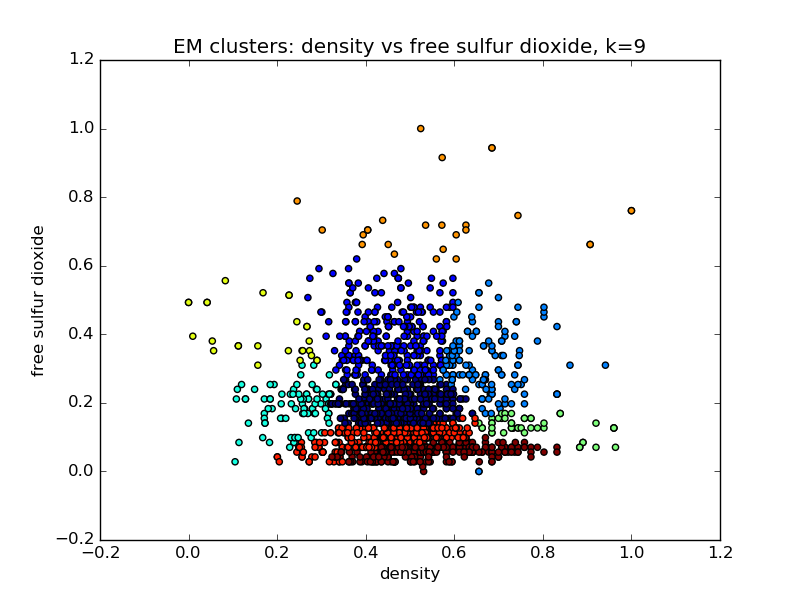 EM clusters: density vs free sulfur dioxide, k=9
1.2
1.0
0.8
0.6
0.4
0.2
0.0
−0.2
free sulfur dioxide
−0.2 0.0 0.2 0.4 0.6 0.8 1.0 1.2
density